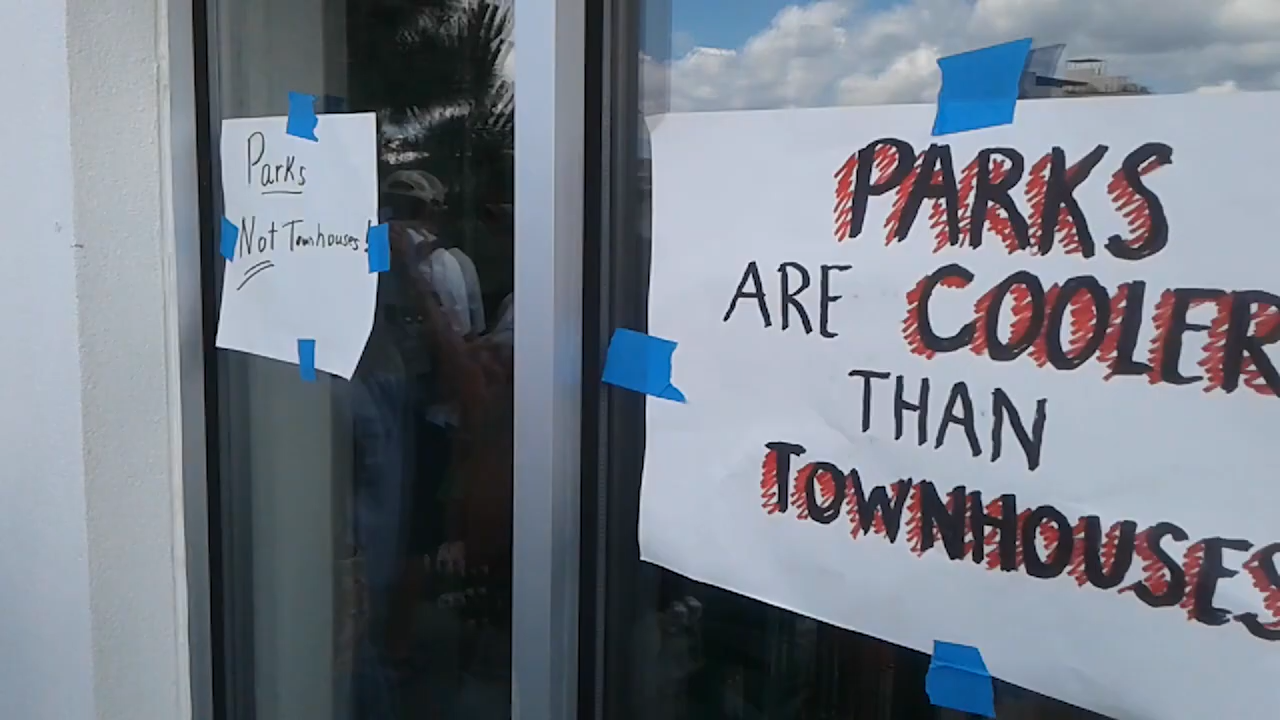 Parks
Not Townhouses!
PARKS
ARE COOLER
THAN
TOWNHOUSES